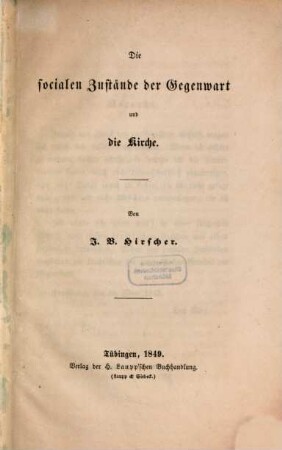 Die
socialen Zustände der Gegenwart
und
die Kirche.
Von
J. B. Hirscher.
Tübingen, 1849.
Verlag der H. Laupp'schen Buchhandlung.
(Laupp & Siebeck.)